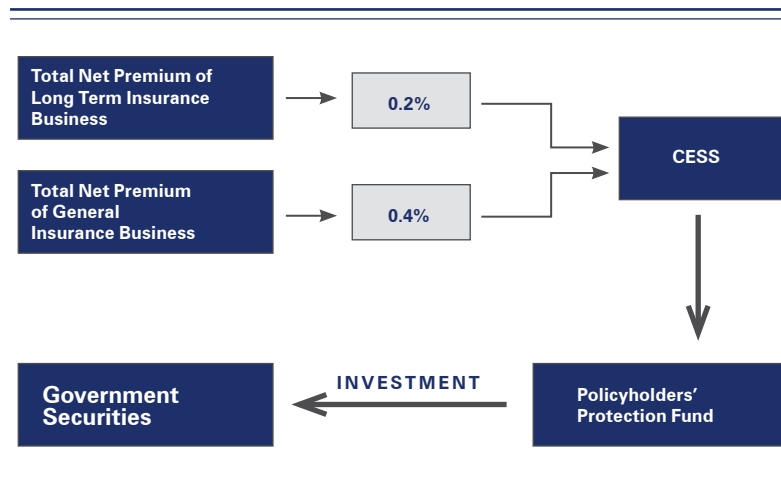 Total Net Premium of
Long Term Insurance
Business
0.2%
CESS
Total Net Premium
of General
Insurance Business
0.4%
INVESTMENT
Government
Securities
Policyholders’
Protection Fund